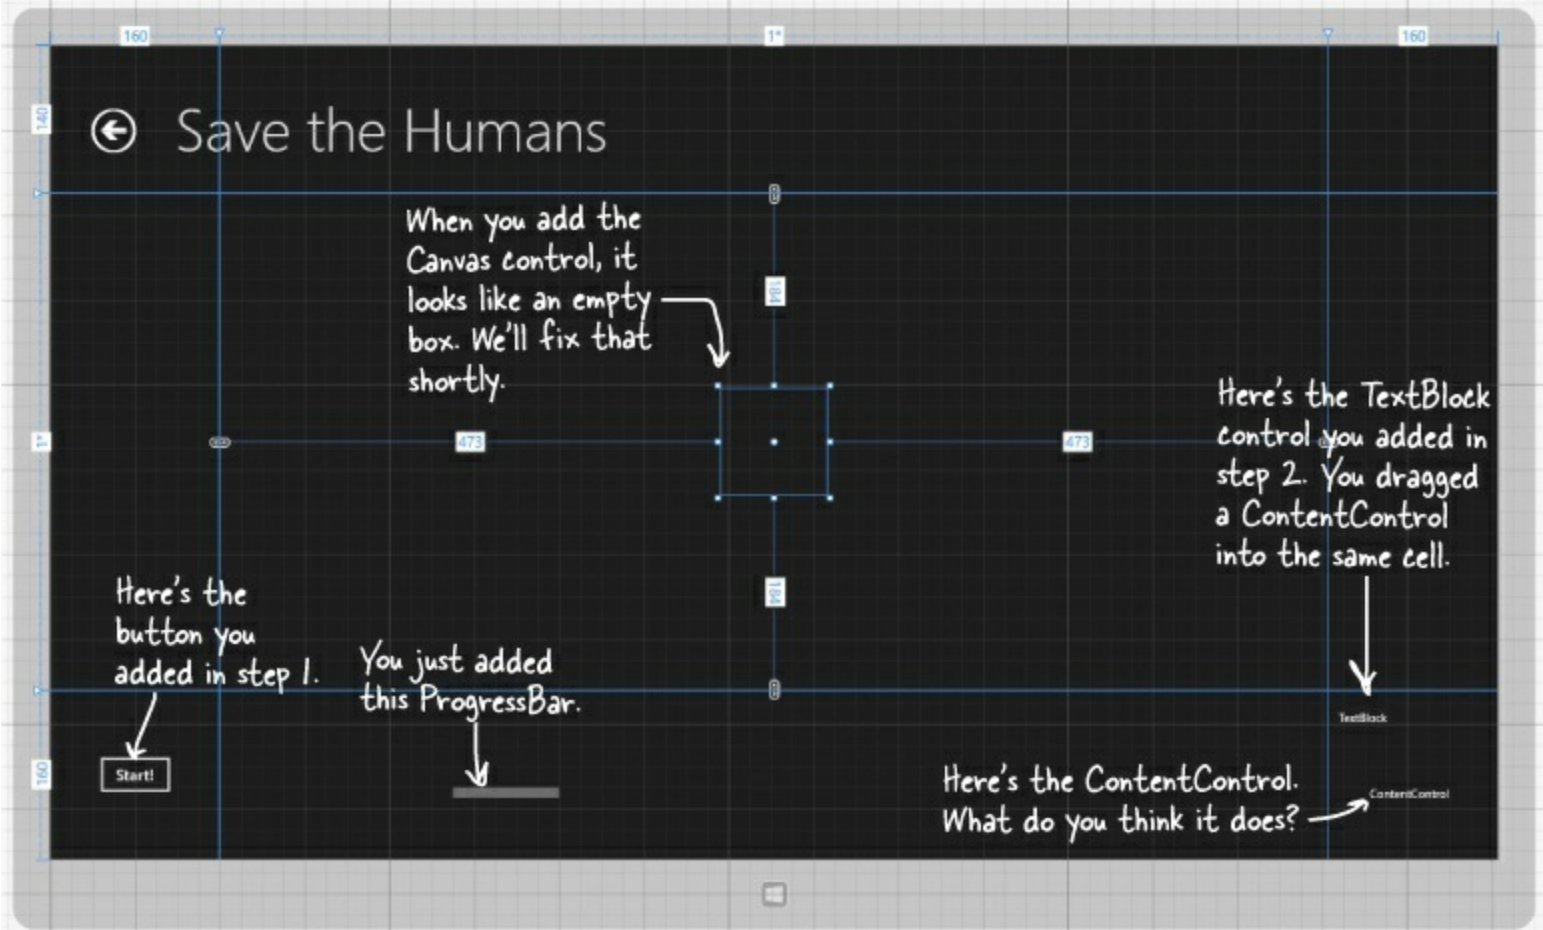 160
1*
160
140
Save the Humans
When you add the
Canvas control, it
looks like an empty
box. We'll fix that
shortly.
184
Here's the TextBlock
control you added in
step 2. You dragged
a ContentControl
into the same cell.
1*
473
473
184
Here's the
button you
added in step 1.
You just added
this ProgressBar.
TextBlock
160
Start!
Here's the ContentControl.
What do you think it does?
ContentControl